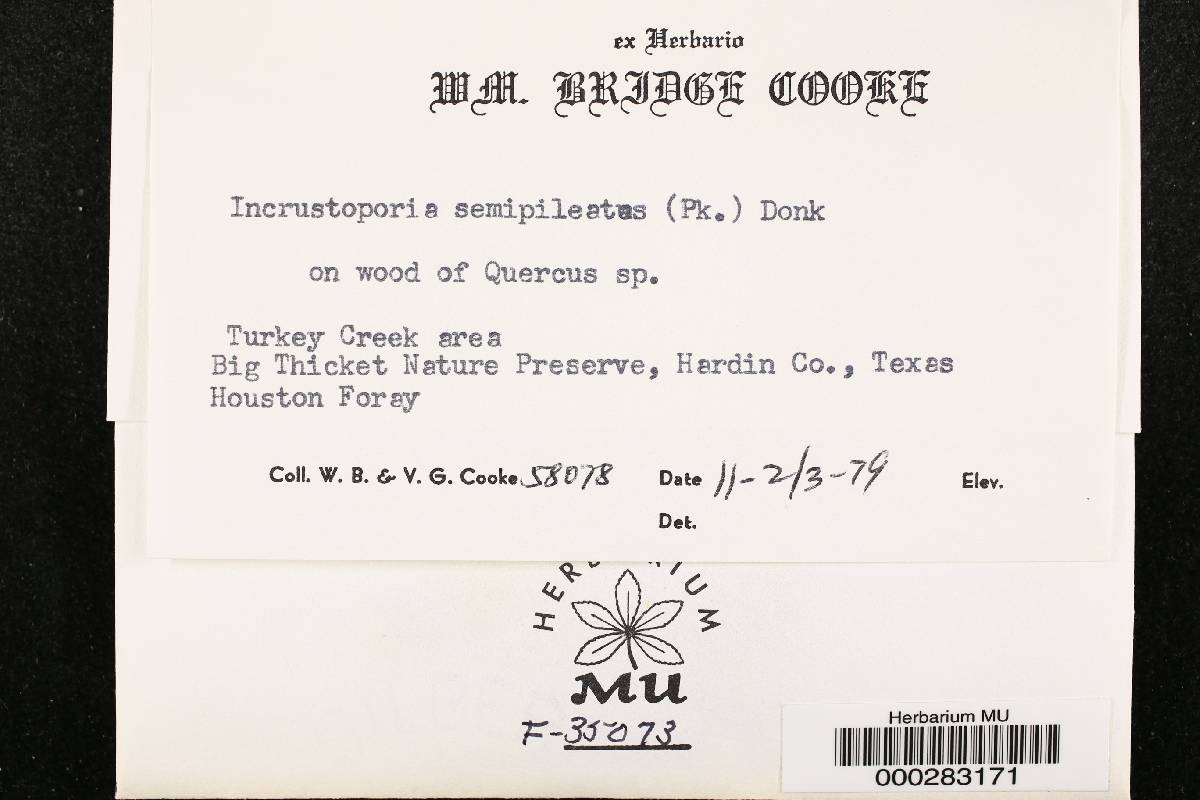 ex Herbario
WM. BRIDGE COOKE
Incrustoporia semipileatus (Pk.) Donk
on wood of Quercus sp.
Turkey Creek area
Big Thicket Nature Preserve, Hardin Co., Texas
Houston Foray
Coll. W. B. & V. G. Cooke 58078 Date 11-2/3-79 Elev.
Det.
HERBARIUM
MU
F-35073
Herbarium MU
000283171